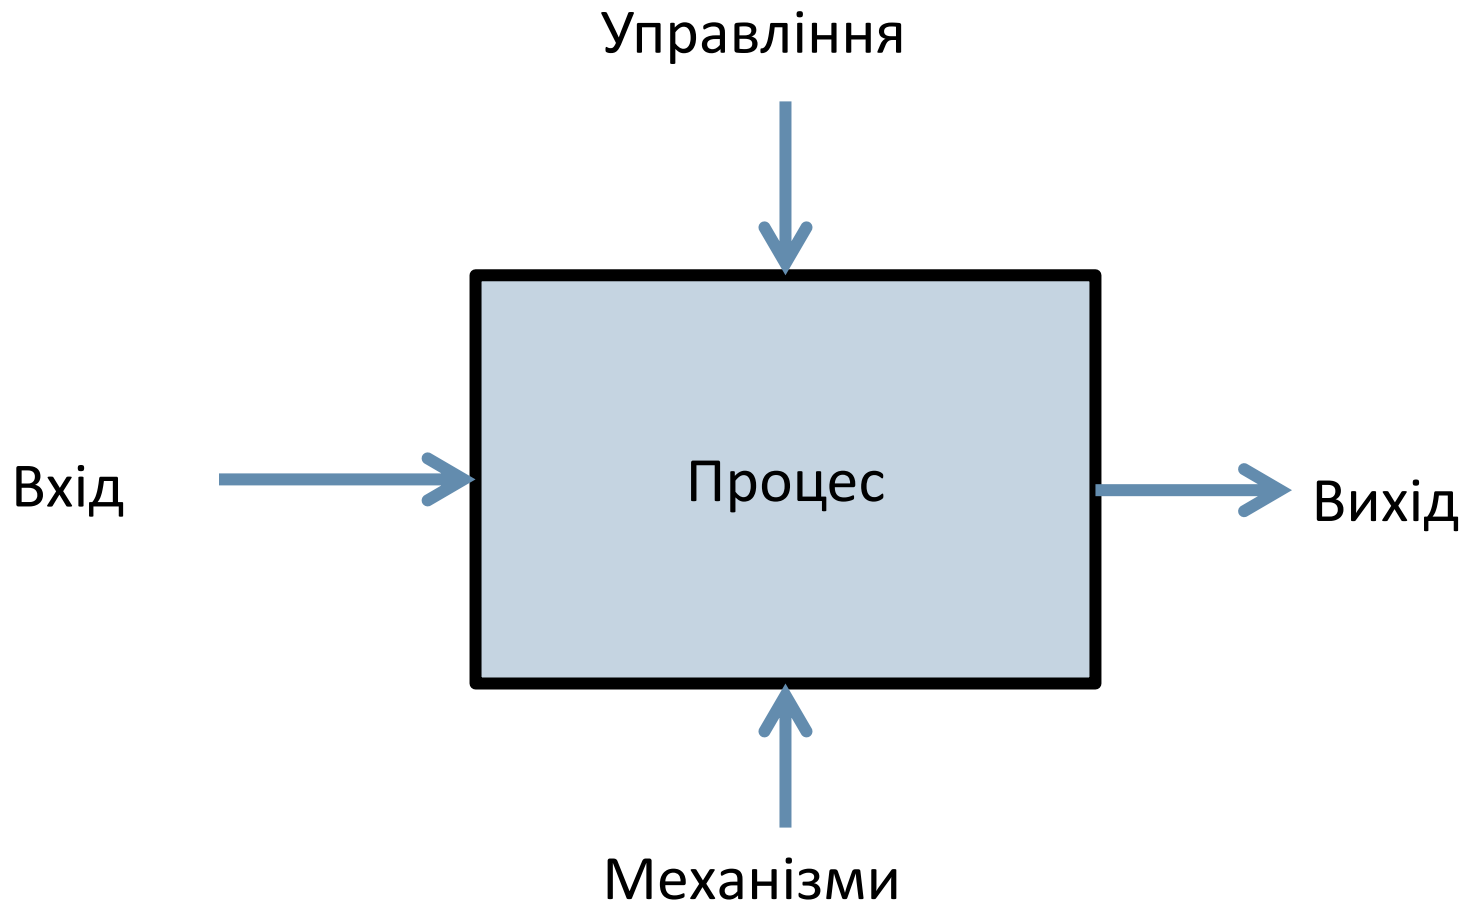 Управління
Вхід
Процес
Вихід
Механізми